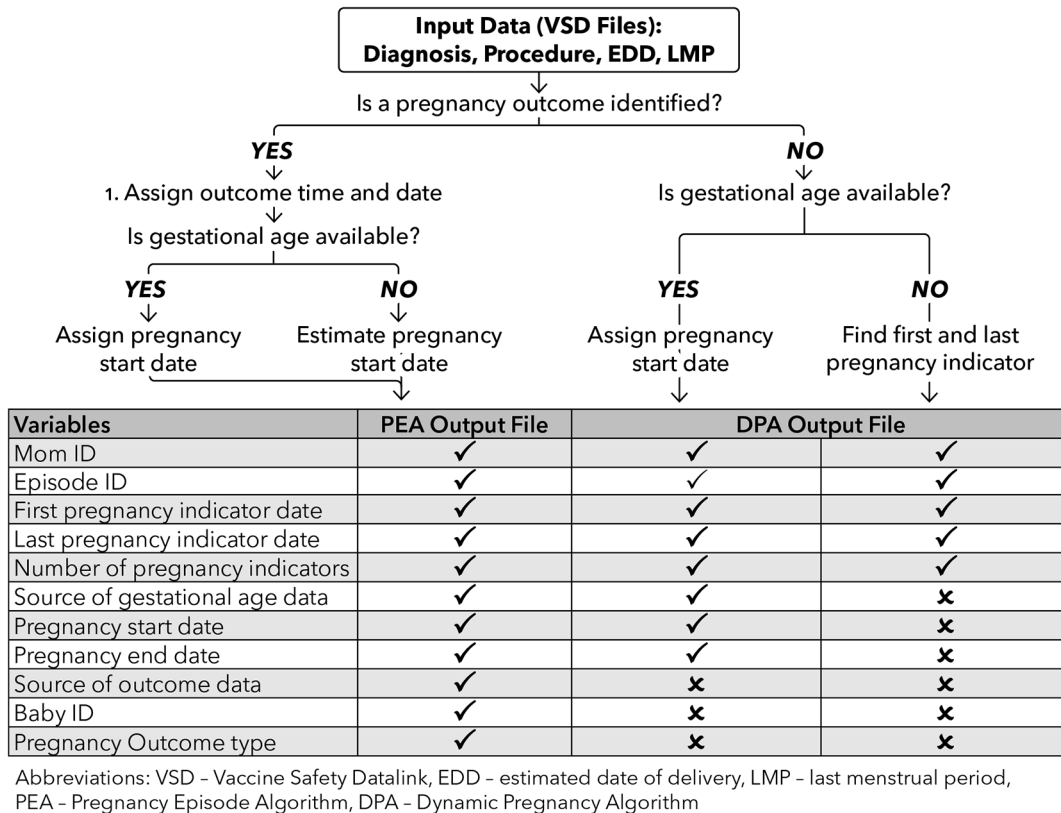 Input Data (VSD Files):
Diagnosis, Procedure, EDD, LMP
Is a pregnancy outcome identified?
YES
NO
1. Assign outcome time and date
Is gestational age available?
Is gestational age available?
YES
NO
YES
NO
Assign pregnancy
start date
Estimate pregnancy
start date
Assign pregnancy
start date
Find first and last
pregnancy indicator
Variables PEA Output File DPA Output File
Mom ID ✓ ✓ ✓
Episode ID ✓ ✓ ✓
First pregnancy indicator date ✓ ✓ ✓
Last pregnancy indicator date ✓ ✓ ✓
Number of pregnancy indicators ✓ ✓ ✓
Source of gestational age data ✓ ✓ ✘
Pregnancy start date ✓ ✓ ✘
Pregnancy end date ✓ ✓ ✘
Source of outcome data ✓ ✘ ✘
Baby ID ✓ ✘ ✘
Pregnancy Outcome type ✓ ✘ ✘
Abbreviations: VSD – Vaccine Safety Datalink, EDD – estimated date of delivery, LMP – last menstrual period,
PEA – Pregnancy Episode Algorithm, DPA – Dynamic Pregnancy Algorithm